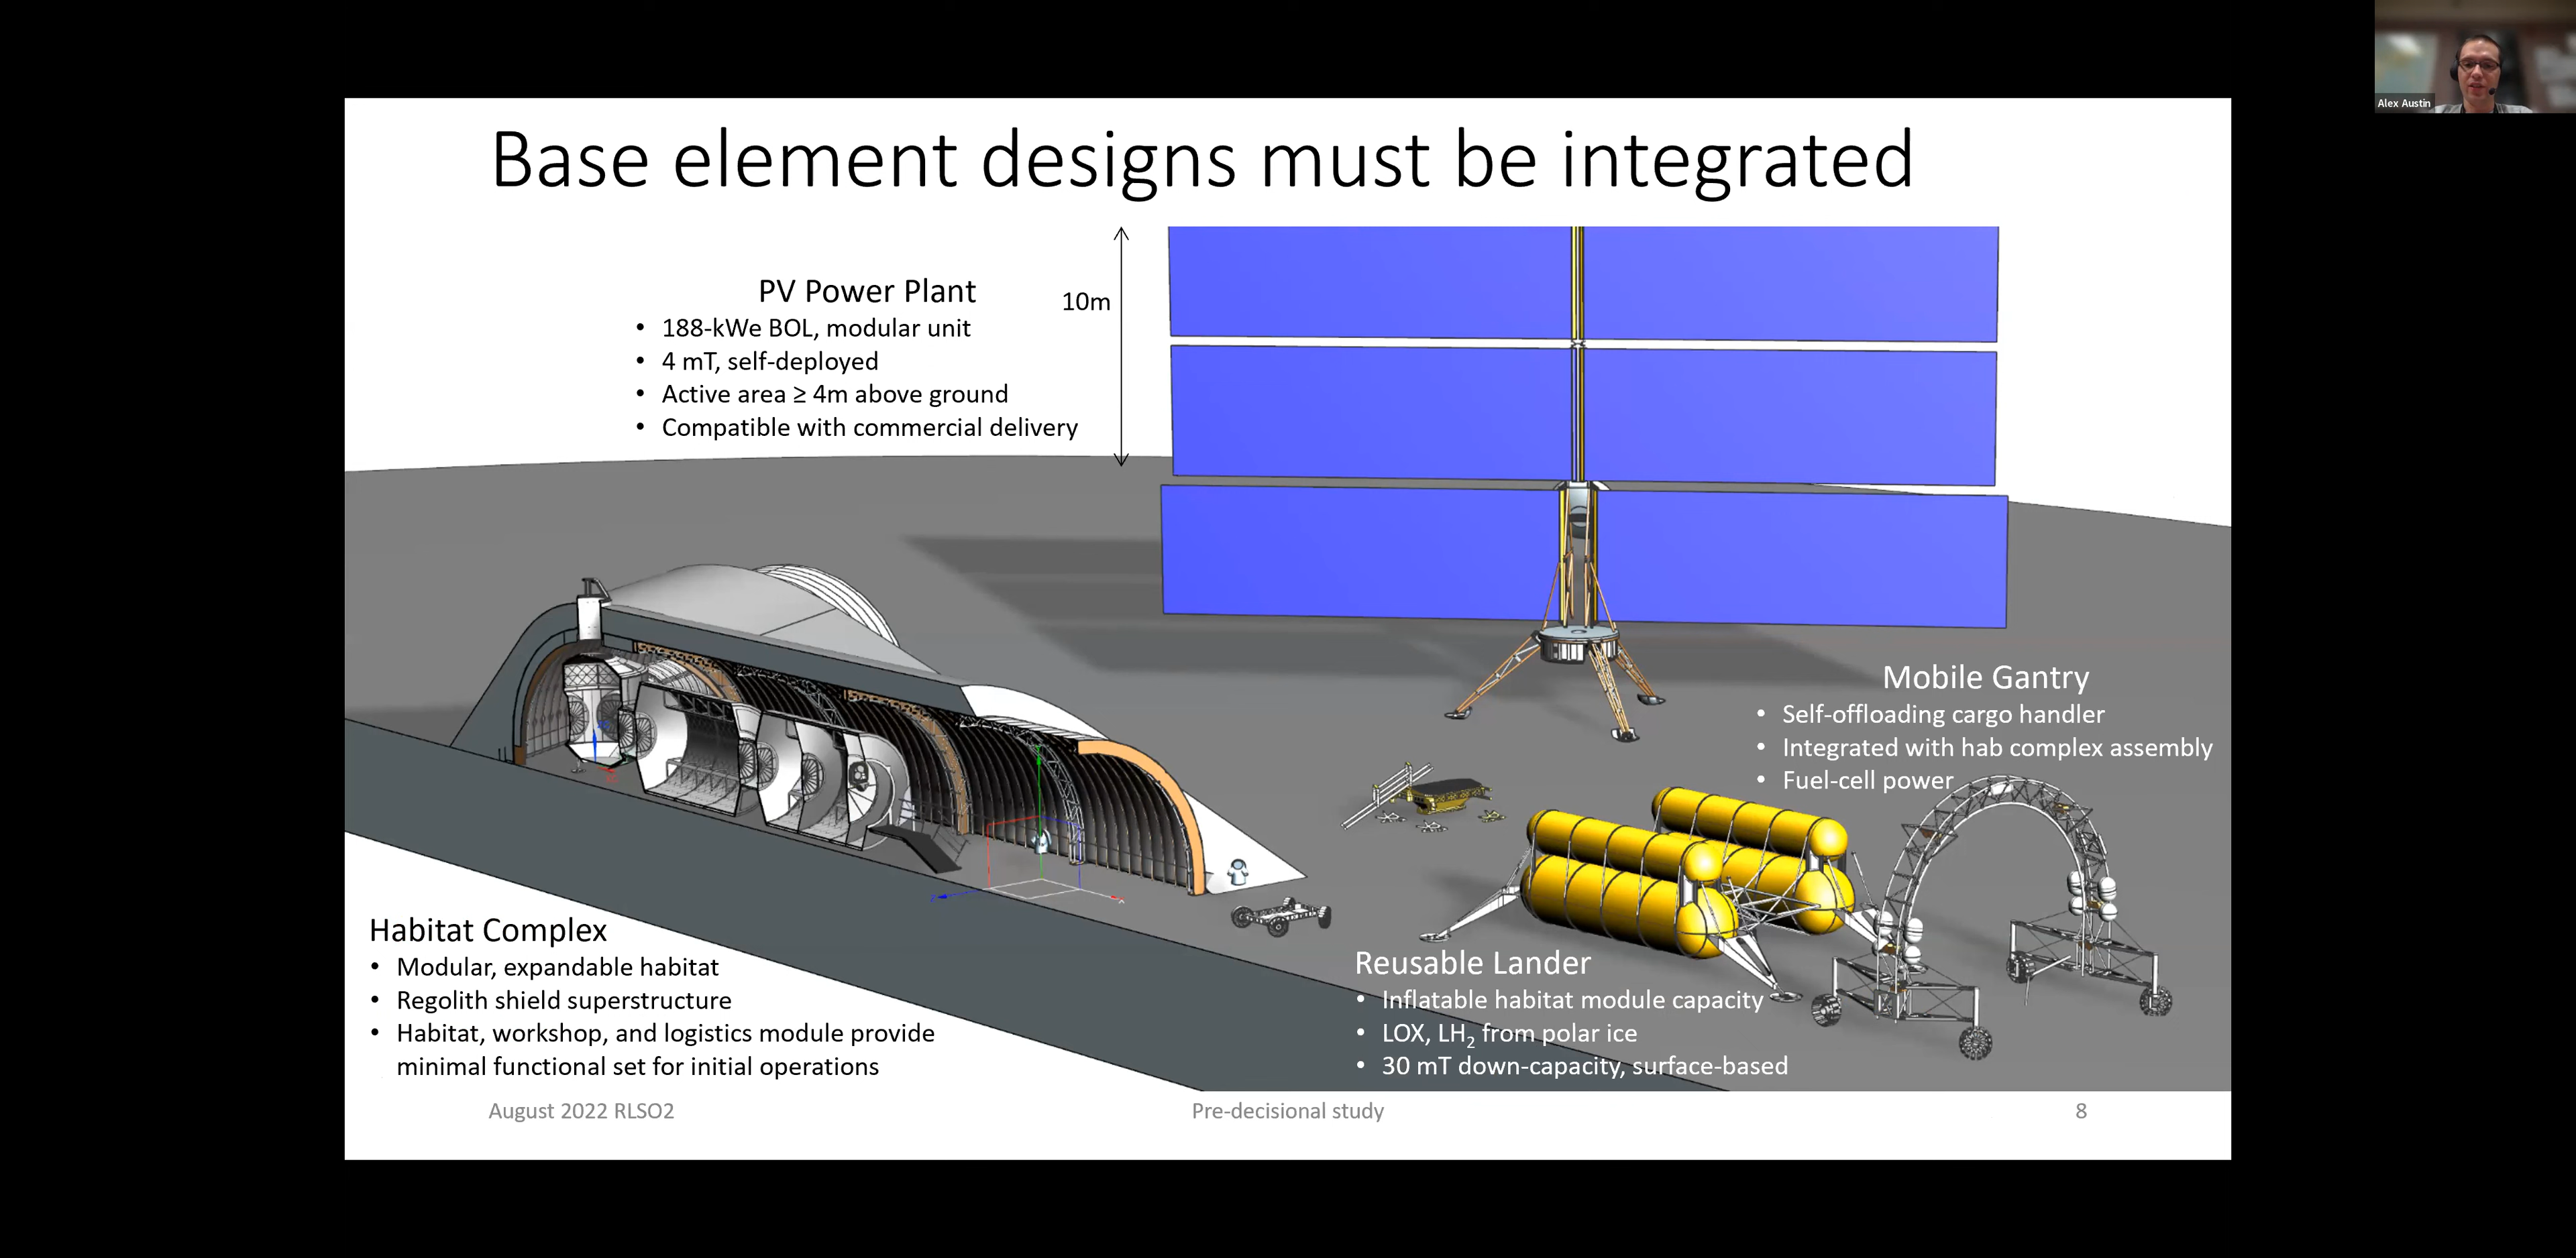 Alex Austin
Base element designs must be integrated
PV Power Plant
• 188-kWe BOL, modular unit
• 4 mT, self-deployed
• Active area ≥ 4m above ground
• Compatible with commercial delivery
10m
Mobile Gantry
• Self-offloading cargo handler
• Integrated with hab complex assembly
• Fuel-cell power
Habitat Complex
• Modular, expandable habitat
• Regolith shield superstructure
• Habitat, workshop, and logistics module provide
minimal functional set for initial operations
Reusable Lander
• Inflatable habitat module capacity
• LOX, LH₂ from polar ice
• 30 mT down-capacity, surface-based
August 2022 RLSO2
Pre-decisional study
8